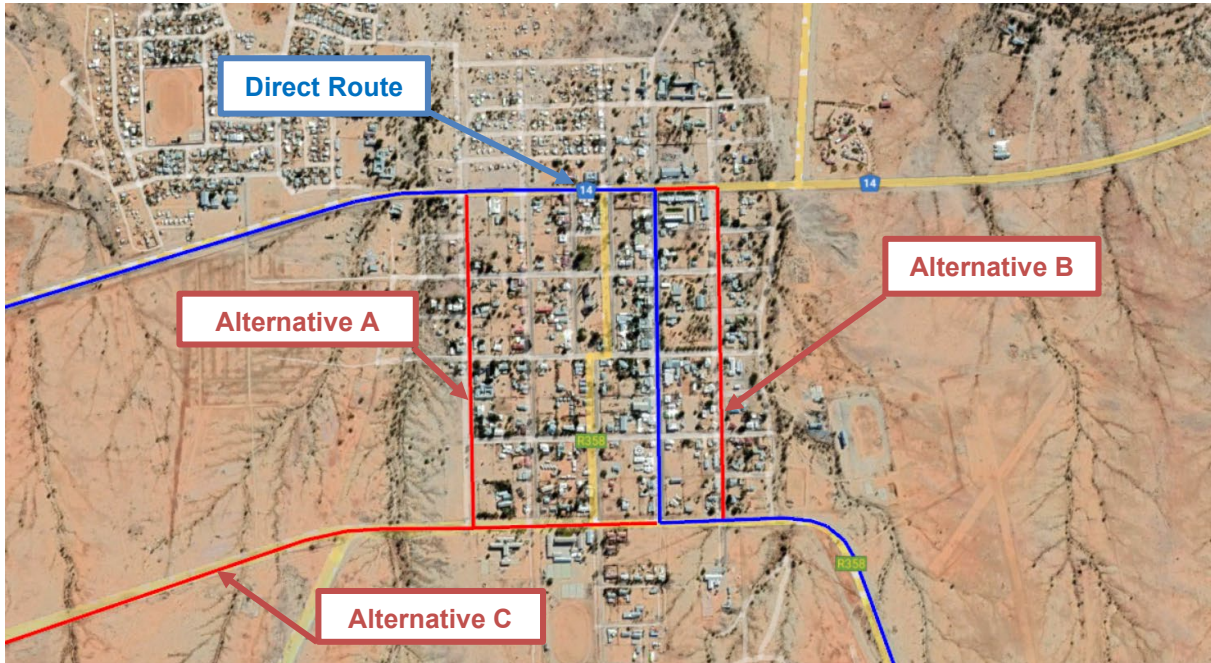 Direct Route
14
14
Alternative B
Alternative A
R358
R358
Alternative C